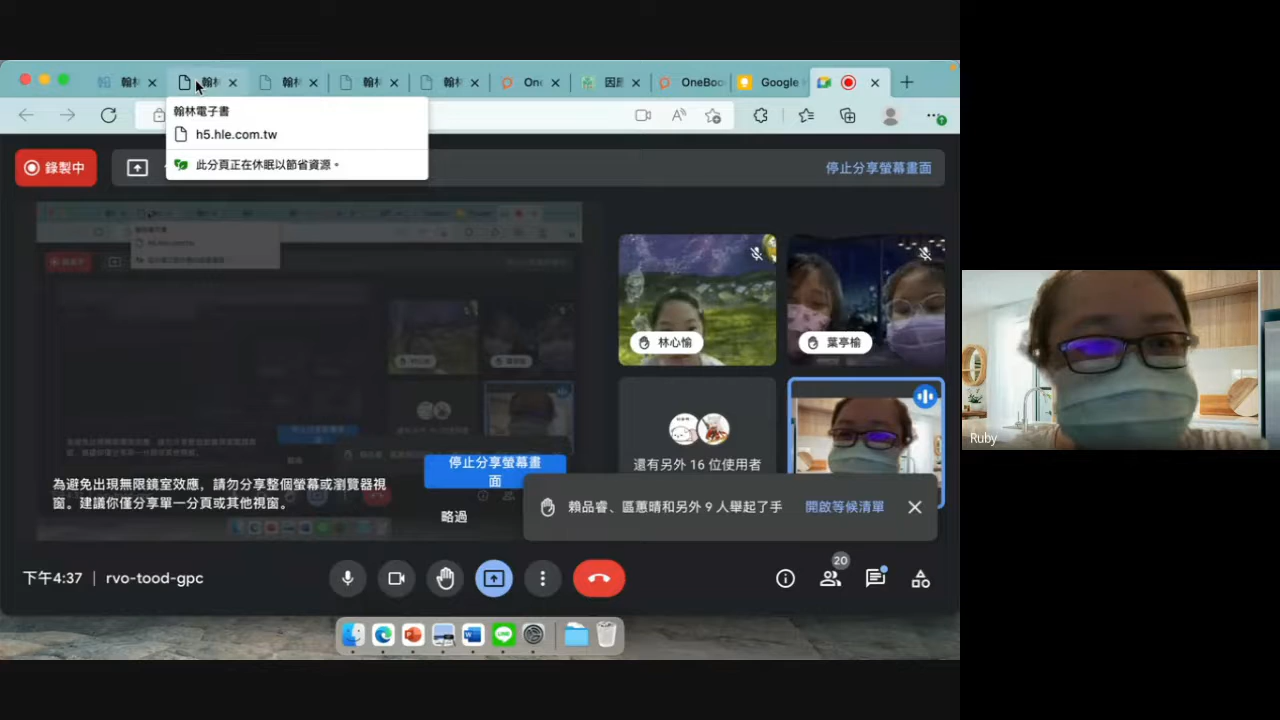 翰林
翰林
翰林
翰林
翰林
One
因應
OneBoo
Google
翰林電子書
h5.hle.com.tw
此分頁正在休眠以節省資源。
錄製中
停止分享螢幕畫面
林心愉
葉亭榆
還有另外 16 位使用者
Ruby
為避免出現無限鏡室效應，請勿分享整個螢幕或瀏覽器視
窗。建議你僅分享單一分頁或其他視窗。
停止分享螢幕畫
面
略過
賴品睿、區蕙晴和另外 9 人舉起了手
開啟等候清單
下午4:37
rvo-tood-gpc
20